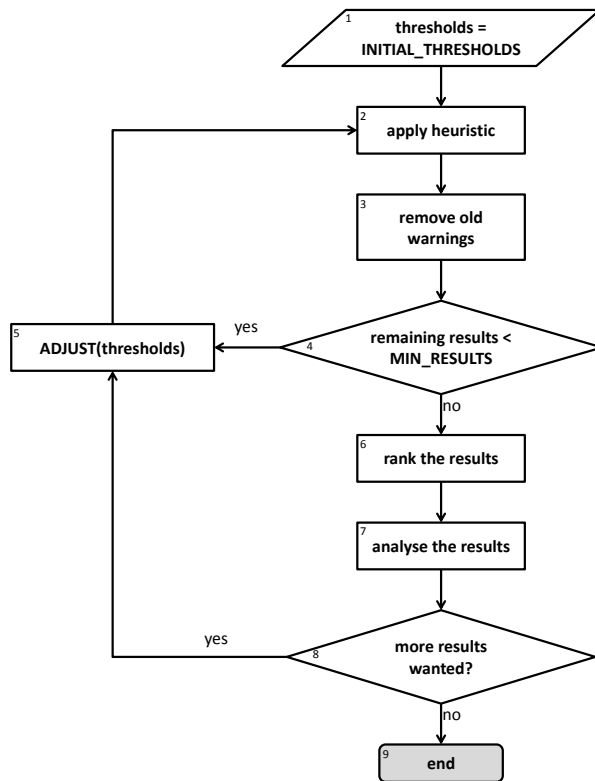 1
thresholds =
INITIAL_THRESHOLDS
2
apply heuristic
3
remove old
warnings
4
remaining results <
MIN_RESULTS
yes
5
ADJUST(thresholds)
no
6
rank the results
7
analyse the results
8
more results
wanted?
yes
no
9
end